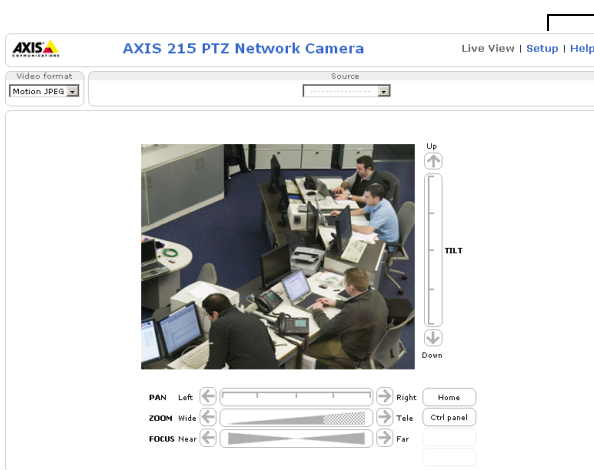 AXIS
COMMUNICATIONS
AXIS 215 PTZ Network Camera
Live View | Setup | Help
Video format
Source
Motion JPEG
Up
TILT
Down
PAN Left Right Home
ZOOM Wide Tele Ctrl panel
FOCUS Near Far